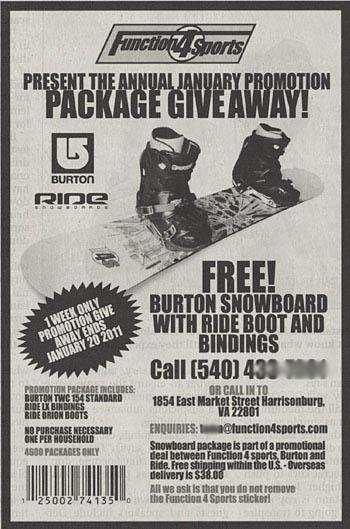 Function 4 Sports
PRESENT THE ANNUAL JANUARY PROMOTION
PACKAGE GIVE AWAY!
BURTON
RIDE
SNOWBOARDS
1 WEEK ONLY
PROMOTION GIVE
AWAY ENDS
JANUARY 20 2011
FREE!
BURTON SNOWBOARD
WITH RIDE BOOT AND
BINDINGS
Call (540)
OR CALL IN TO
1854 East Market Street Harrisonburg,
VA 22801
PROMOTION PACKAGE INCLUDES:
BURTON TWC 154 STANDARD
RIDE LX BINDINGS
RIDE ORION BOOTS
NO PURCHASE NECESSARY
ONE PER HOUSEHOLD
4600 PACKAGES ONLY
ENQUIRIES: @function4sports.com
Snowboard package is part of a promotional
deal between Function 4 sports, Burton and
Ride. Free shipping within the U.S. - Overseas
delivery is $38.00
All we ask is that you do not remove
the Function 4 Sports sticker!
1 25002 74135 0